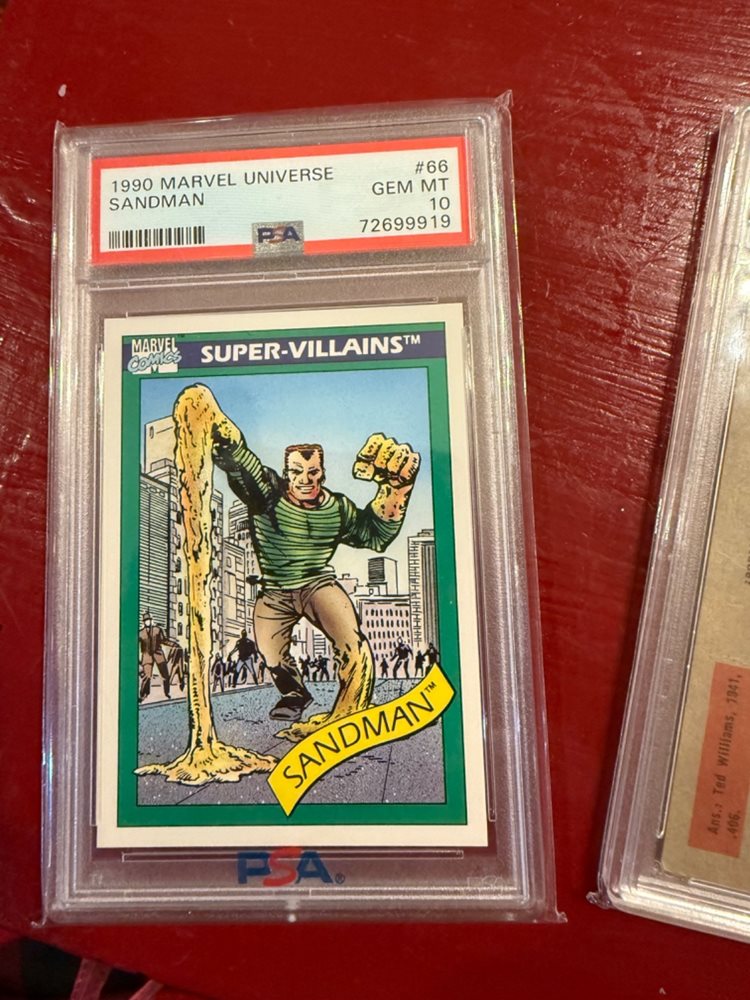 1990 MARVEL UNIVERSE #66
SANDMAN GEM MT
10
72699919
PSA
MARVEL
COMICS
SUPER-VILLAINS™
SANDMAN™
PSA®
Ans.: Ted Williams, 1941,
.406.